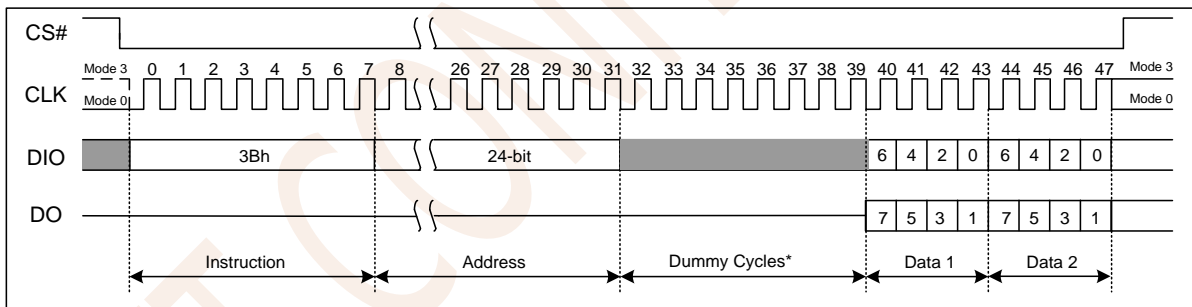 CS#
Mode 3 0 1 2 3 4 5 6 7 8 26 27 28 29 30 31 32 33 34 35 36 37 38 39 40 41 42 43 44 45 46 47 Mode 3
CLK
Mode 0 Mode 0
DIO 3Bh 24-bit 6 4 2 0 6 4 2 0
DO 7 5 3 1 7 5 3 1
Instruction Address Dummy Cycles* Data 1 Data 2